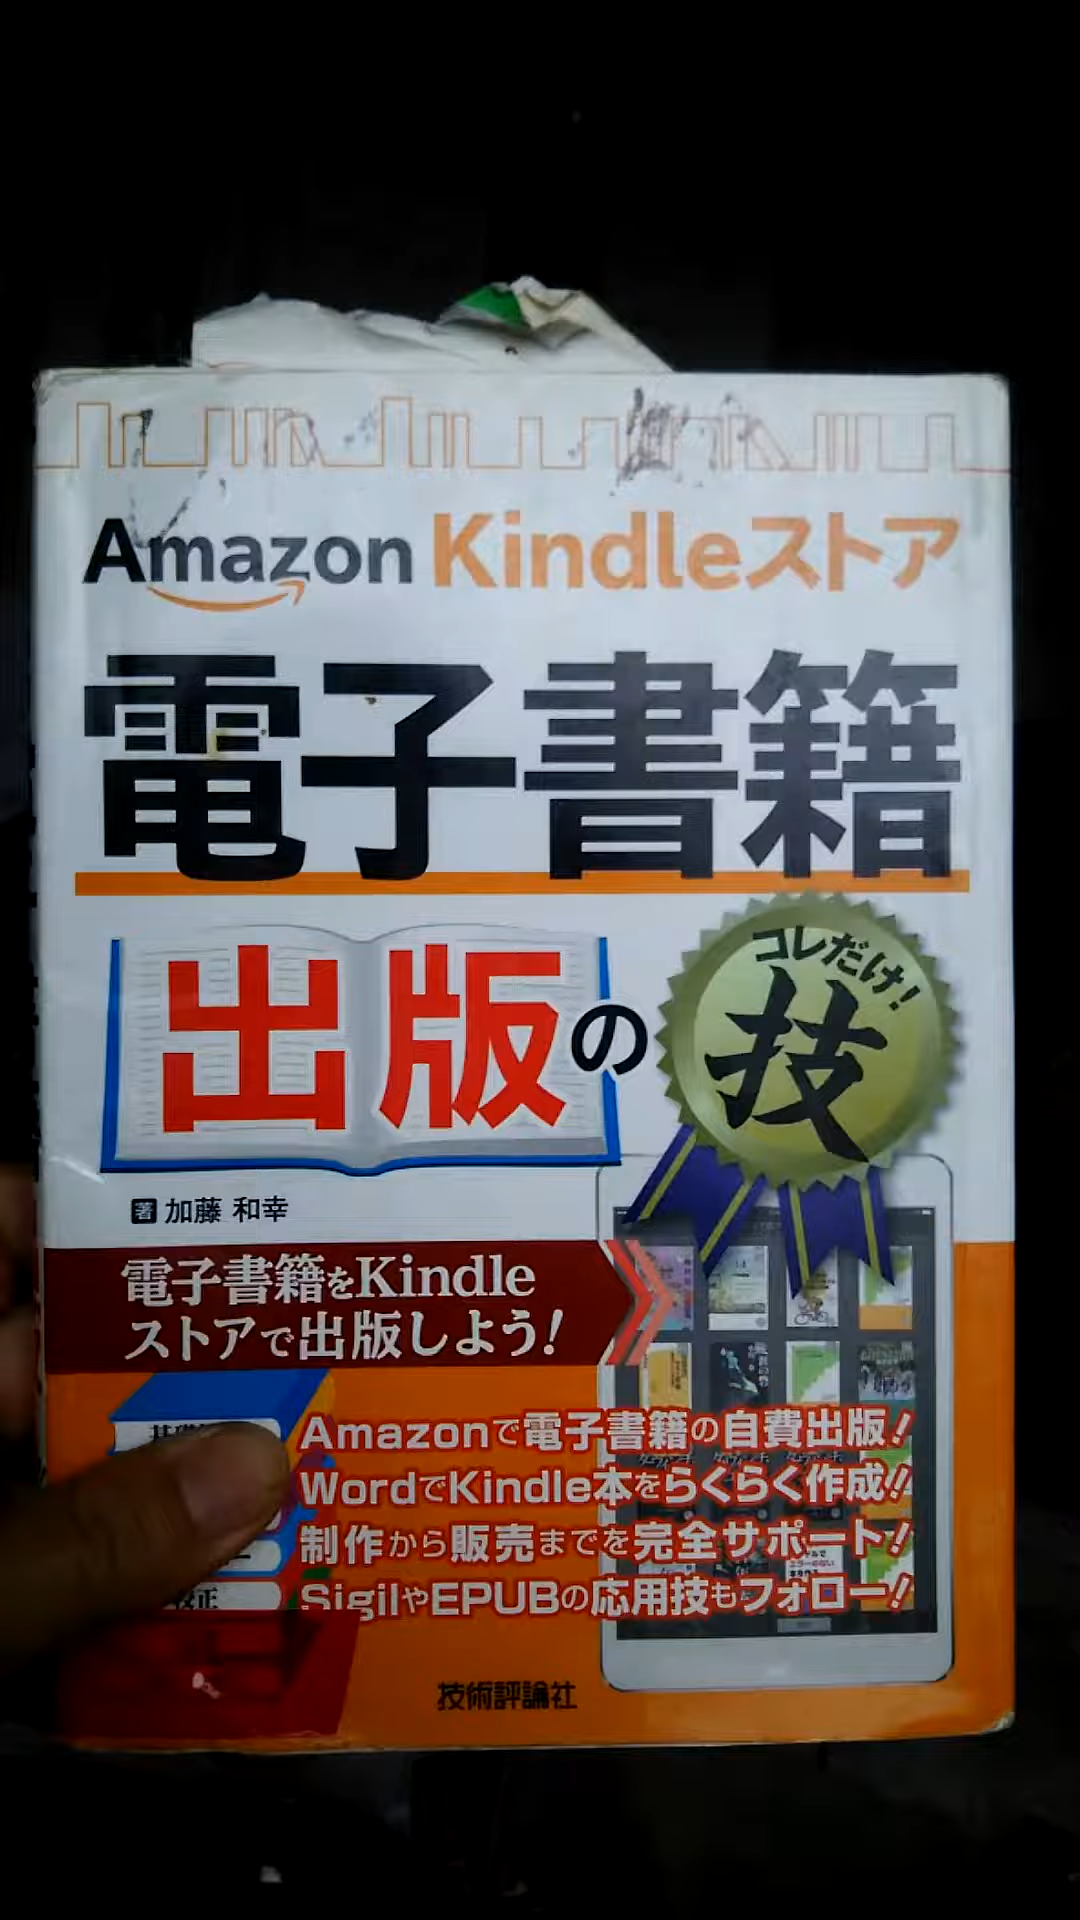 Amazon Kindleストア
電子書籍
出版の
コレだけ!
技
著 加藤 和幸
電子書籍をKindle
ストアで出版しよう!
Amazonで電子書籍の自費出版!
WordでKindle本をらくらく作成!!
制作から販売までを完全サポート!
SigilやEPUBの応用技もフォロー!
技術評論社